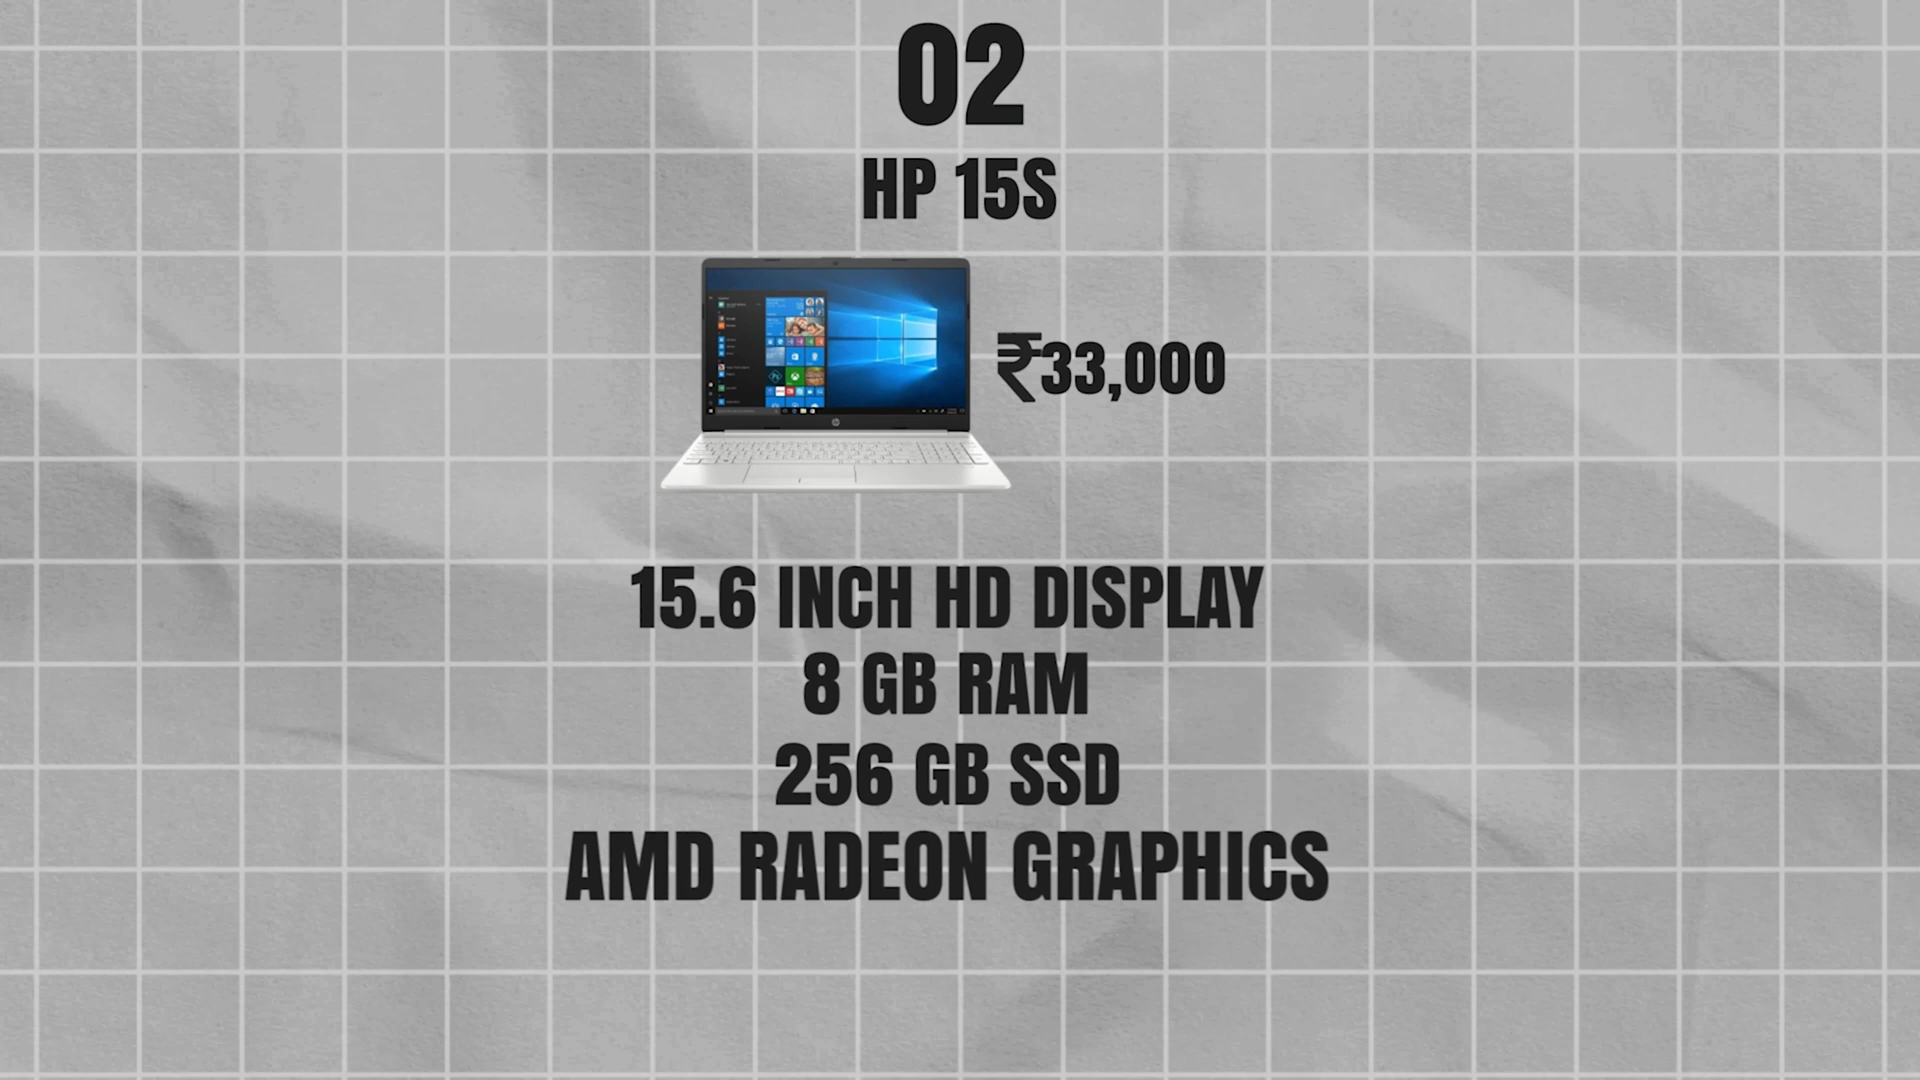 02
HP 15S
₹33,000
15.6 INCH HD DISPLAY
8 GB RAM
256 GB SSD
AMD RADEON GRAPHICS